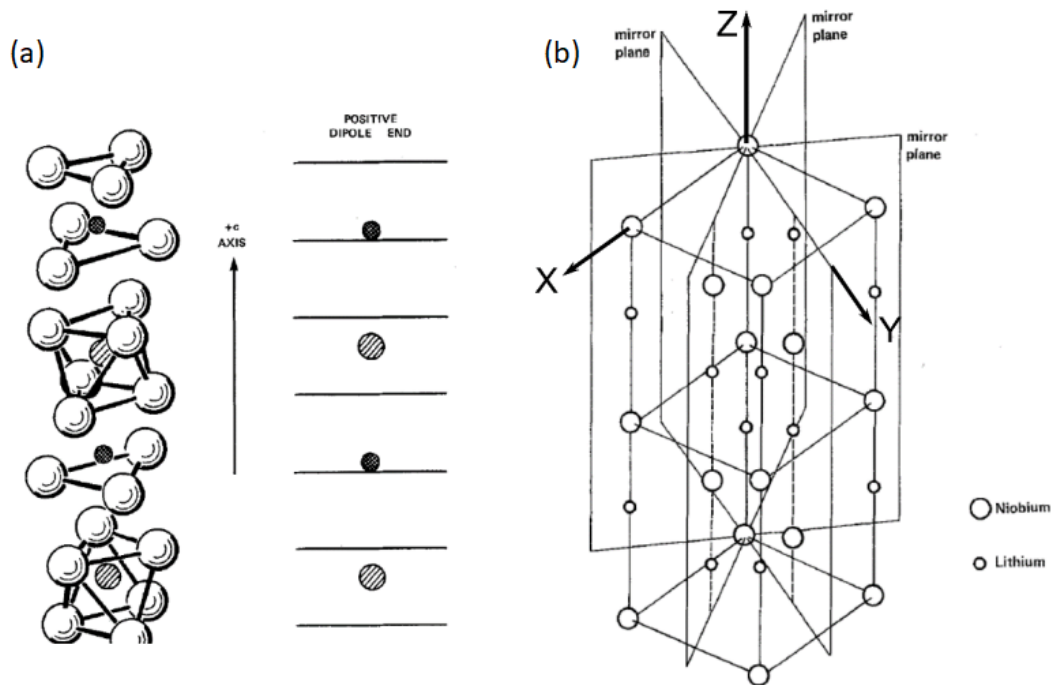 (a)
POSITIVE
DIPOLE END
+c
AXIS
(b)
Z
mirror
plane
mirror
plane
mirror
plane
X
Y
Niobium
Lithium